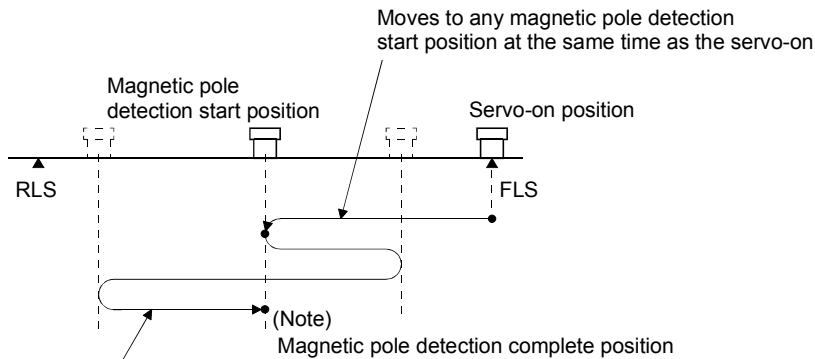 Moves to any magnetic pole detection
start position at the same time as the servo-on
Magnetic pole
detection start position
Servo-on position
RLS
FLS
(Note)
Magnetic pole detection complete position